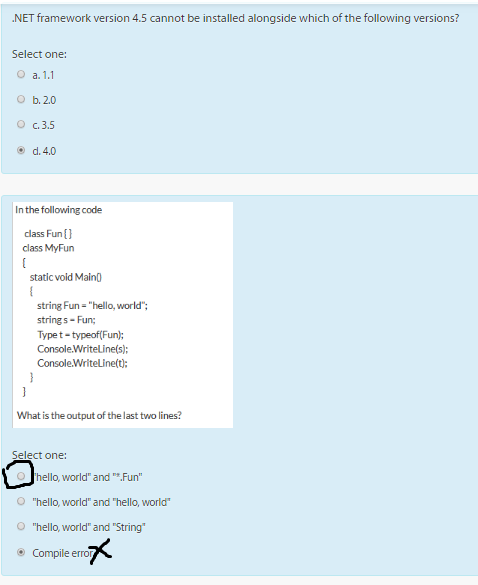 .NET framework version 4.5 cannot be installed alongside which of the following versions?
Select one:
a. 1.1
b. 2.0
c. 3.5
d. 4.0
In the following code
class Fun { }
class MyFun
{
static void Main()
{
string Fun = "hello, world";
string s = Fun;
Type t = typeof(Fun);
Console.WriteLine(s);
Console.WriteLine(t);
}
}
What is the output of the last two lines?
Select one:
"hello, world" and "*.Fun"
"hello, world" and "hello, world"
"hello, world" and "String"
Compile error